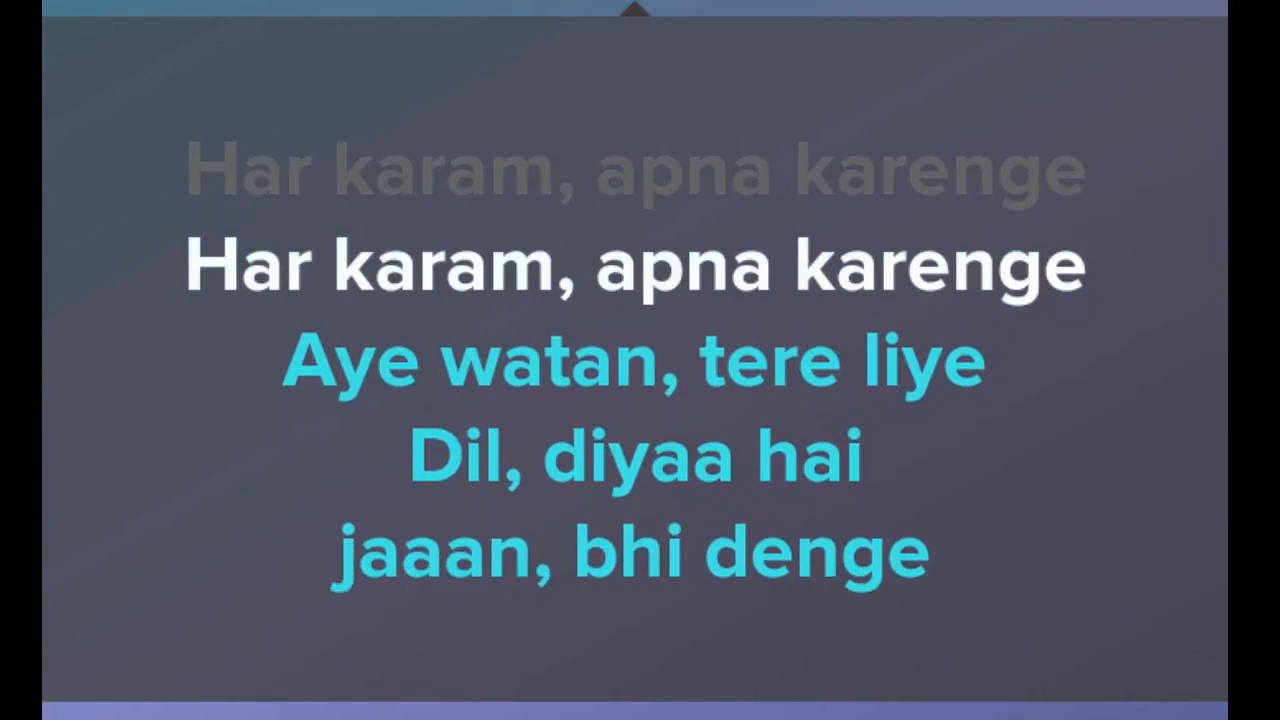 Har karam, apna karenge
Har karam, apna karenge
Aye watan, tere liye
Dil, diyaa hai
jaaan, bhi denge